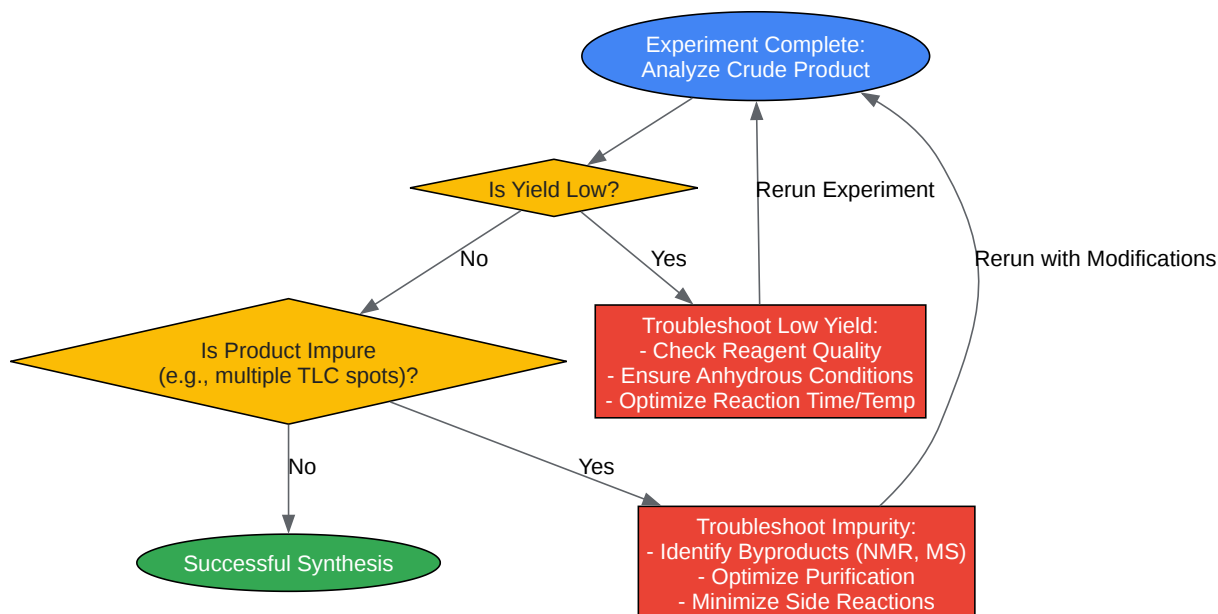 Experiment Complete:
Analyze Crude Product
Is Yield Low?
Rerun Experiment
No
Yes
Rerun with Modifications
Is Product Impure
(e.g., multiple TLC spots)?
Troubleshoot Low Yield:
- Check Reagent Quality
- Ensure Anhydrous Conditions
- Optimize Reaction Time/Temp
No
Yes
Successful Synthesis
Troubleshoot Impurity:
- Identify Byproducts (NMR, MS)
- Optimize Purification
- Minimize Side Reactions